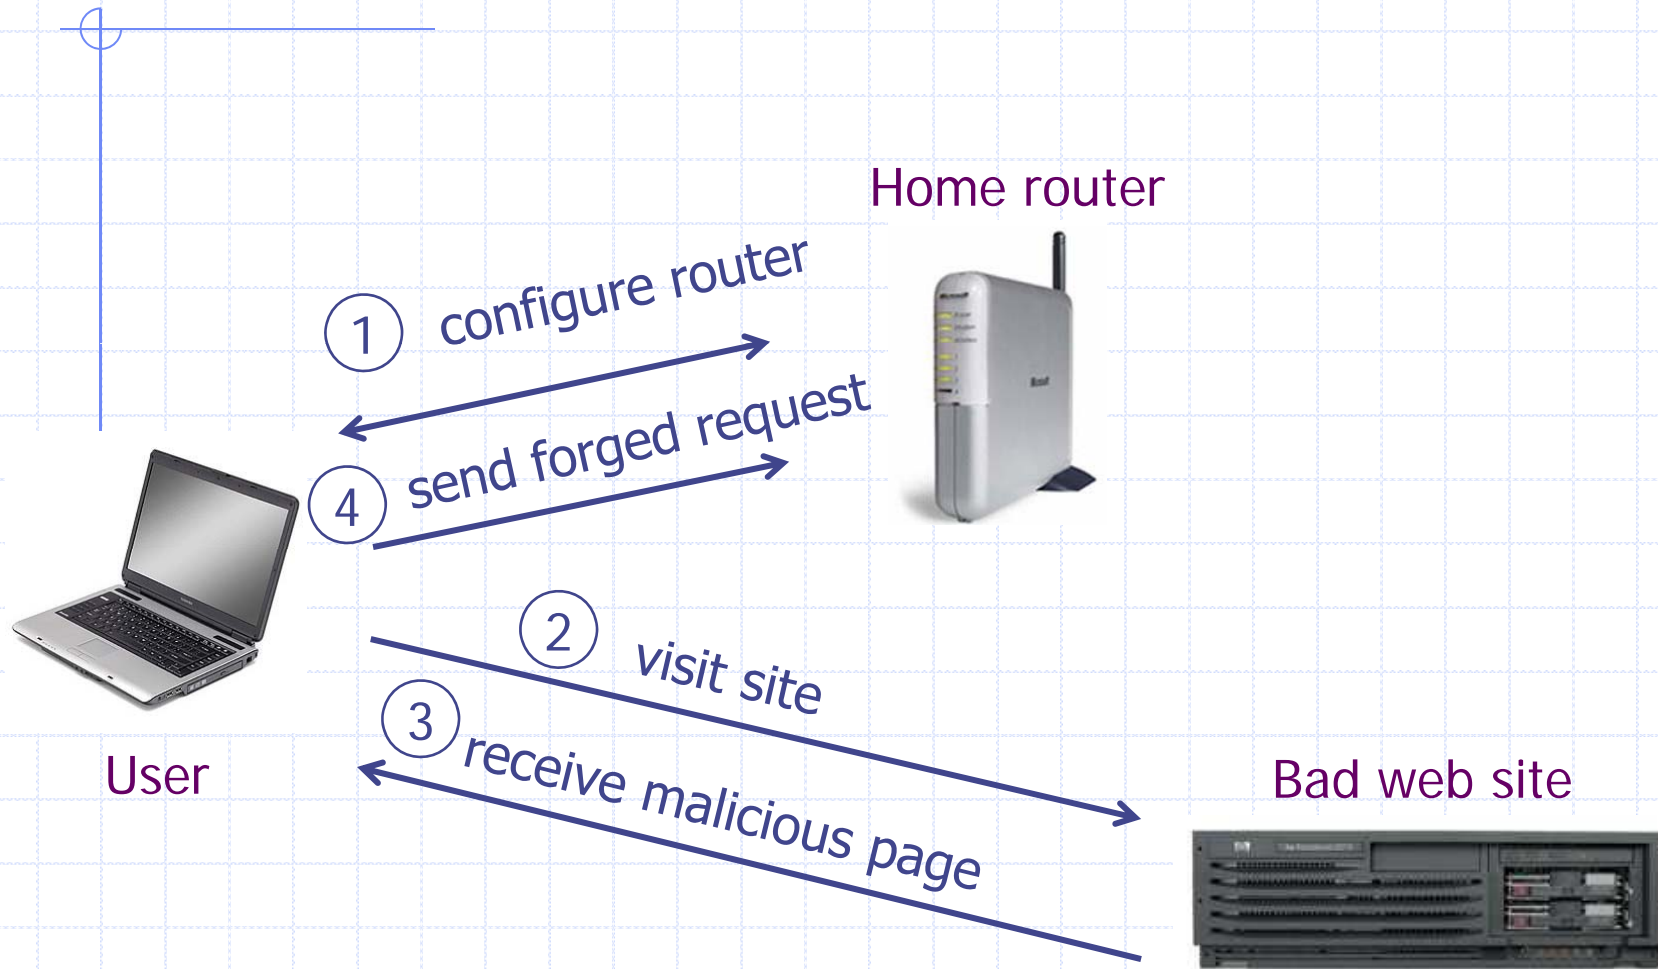 Home router
1 configure router
4 send forged request
2 visit site
3 receive malicious page
User
Bad web site
Microsoft